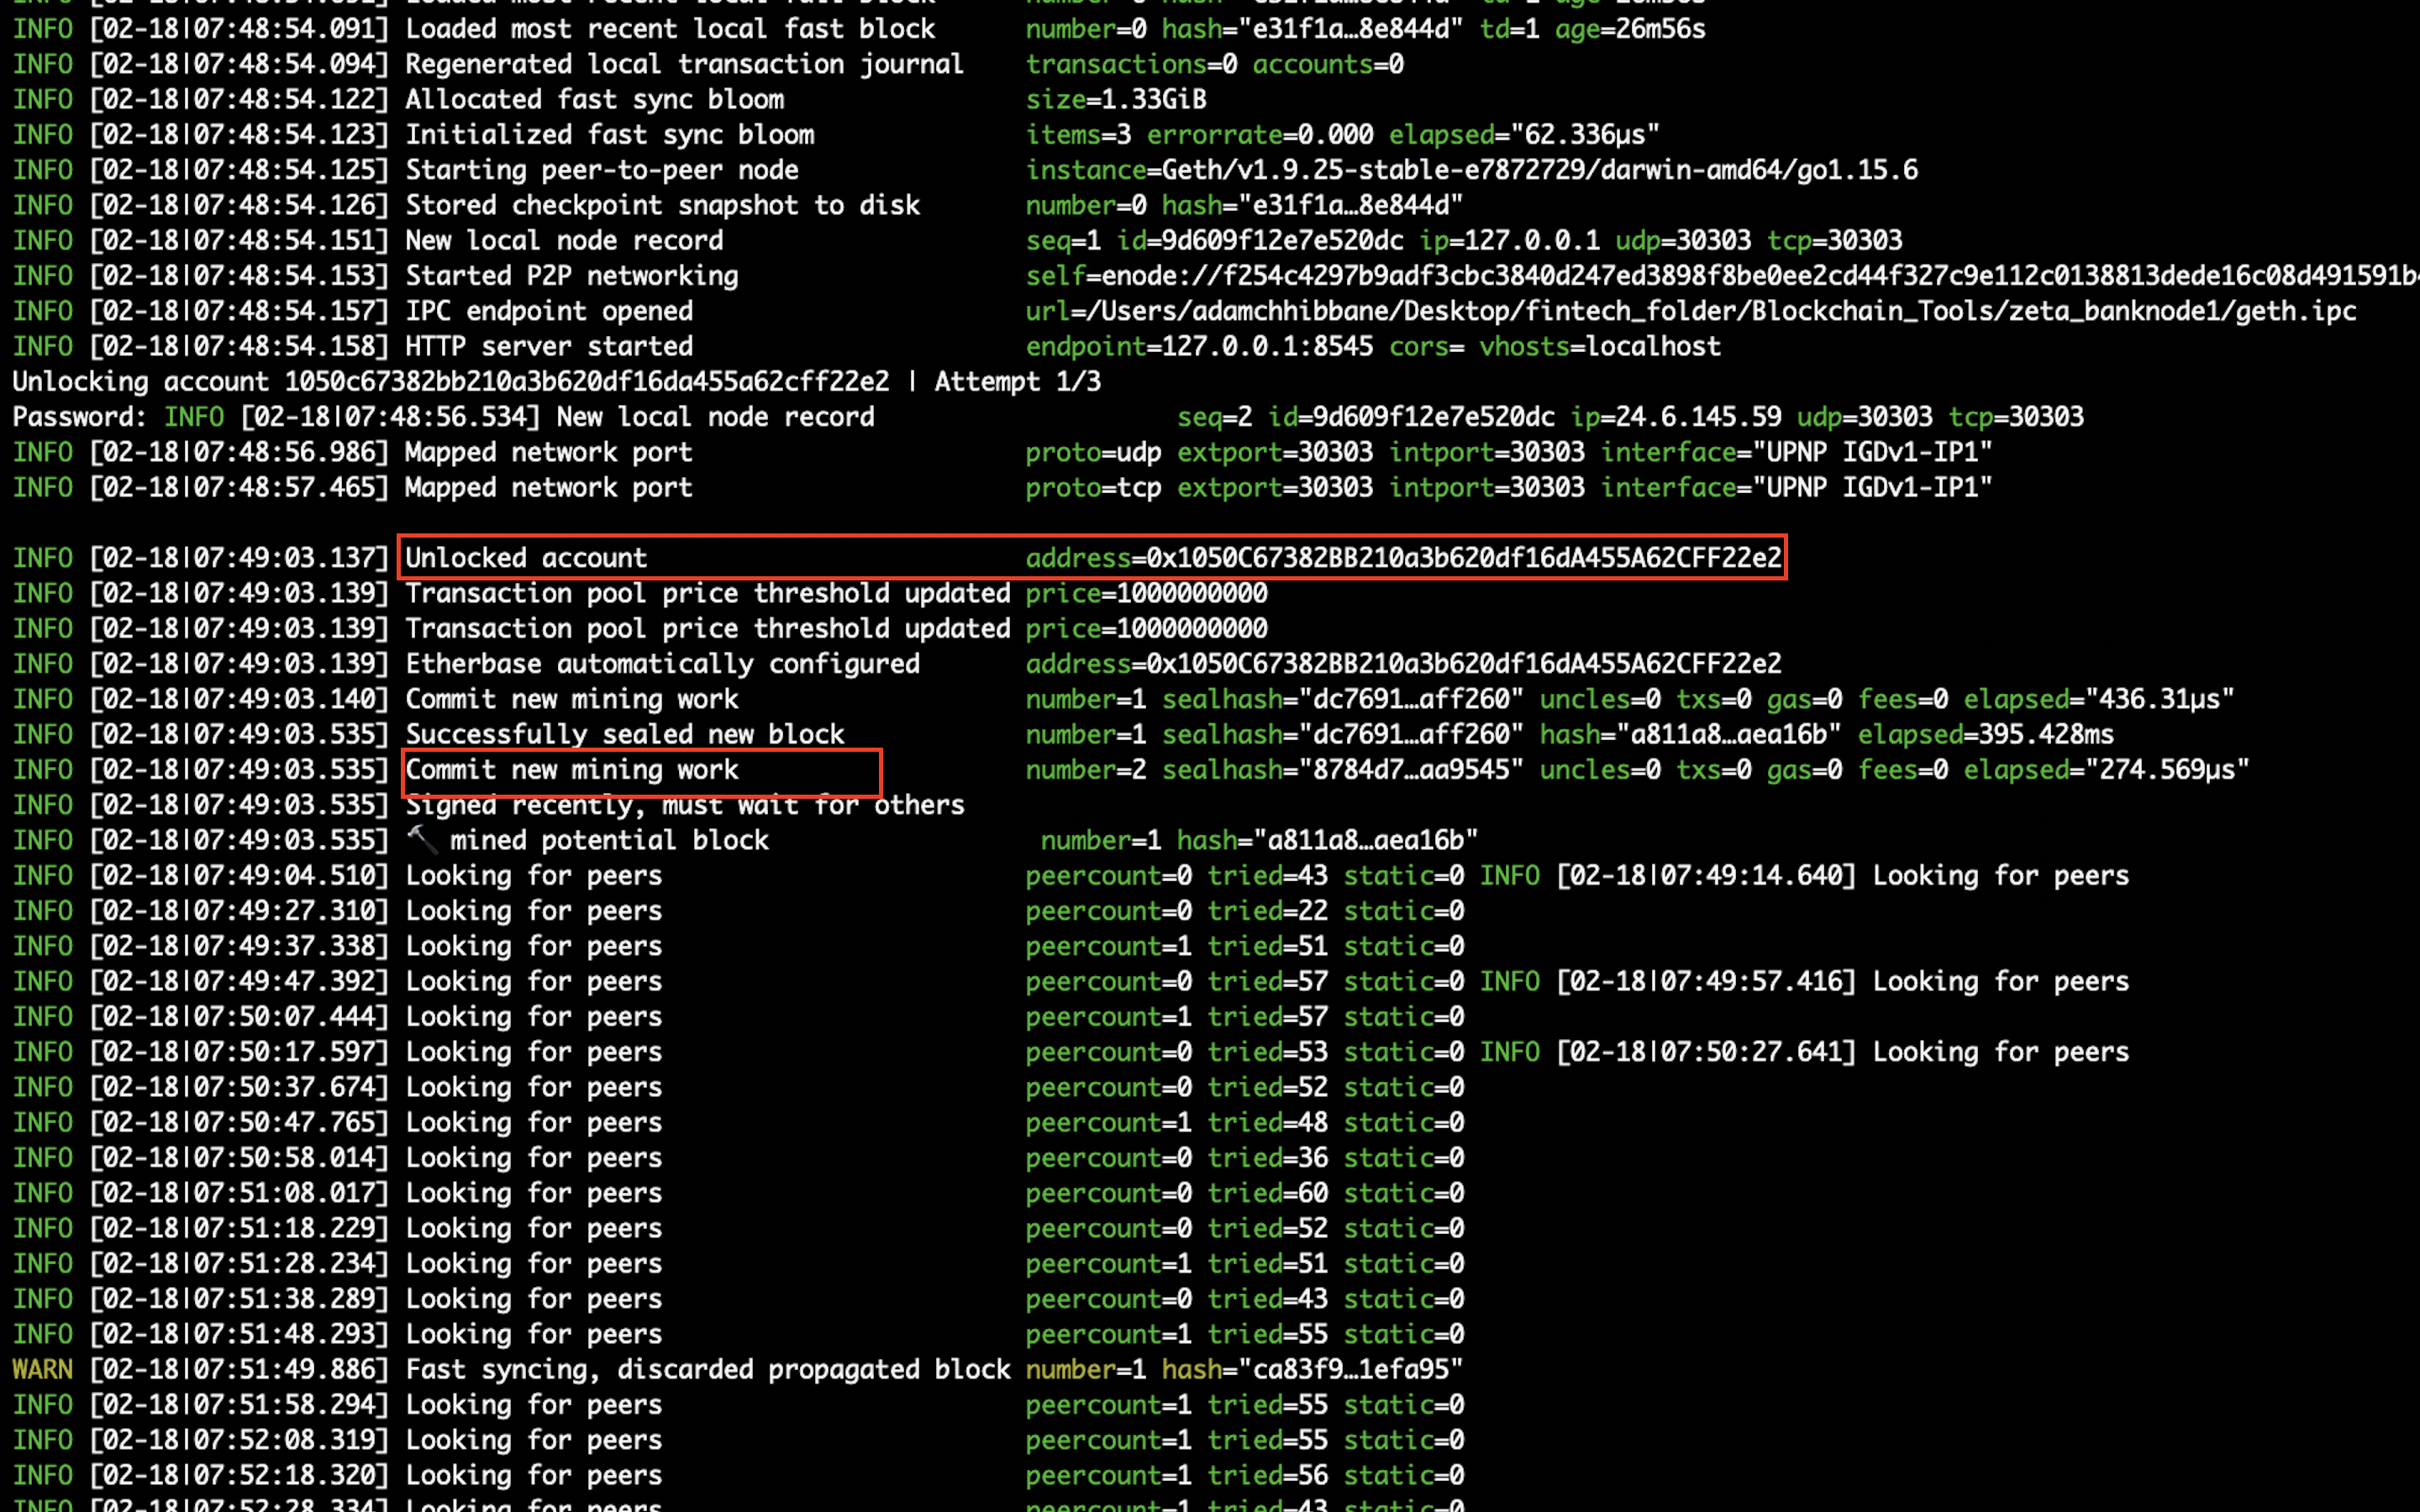 INFO [02-18|07:48:54.091] Loaded most recent local fast block number=0 hash="e31f1a…8e844d" td=1 age=26m56s
INFO [02-18|07:48:54.094] Regenerated local transaction journal transactions=0 accounts=0
INFO [02-18|07:48:54.122] Allocated fast sync bloom size=1.33GiB
INFO [02-18|07:48:54.123] Initialized fast sync bloom items=3 errorrate=0.000 elapsed="62.336µs"
INFO [02-18|07:48:54.125] Starting peer-to-peer node instance=Geth/v1.9.25-stable-e7872729/darwin-amd64/go1.15.6
INFO [02-18|07:48:54.126] Stored checkpoint snapshot to disk number=0 hash="e31f1a…8e844d"
INFO [02-18|07:48:54.151] New local node record seq=1 id=9d609f12e7e520dc ip=127.0.0.1 udp=30303 tcp=30303
INFO [02-18|07:48:54.153] Started P2P networking self=enode://f254c4297b9adf3cbc3840d247ed3898f8be0ee2cd44f327c9e112c0138813dede16c08d491591b
INFO [02-18|07:48:54.157] IPC endpoint opened url=/Users/adamchhibbane/Desktop/fintech_folder/Blockchain_Tools/zeta_banknode1/geth.ipc
INFO [02-18|07:48:54.158] HTTP server started endpoint=127.0.0.1:8545 cors= vhosts=localhost
Unlocking account 1050c67382bb210a3b620df16da455a62cff22e2 | Attempt 1/3
Password: INFO [02-18|07:48:56.534] New local node record seq=2 id=9d609f12e7e520dc ip=24.6.145.59 udp=30303 tcp=30303
INFO [02-18|07:48:56.986] Mapped network port proto=udp extport=30303 intport=30303 interface="UPNP IGDv1-IP1"
INFO [02-18|07:48:57.465] Mapped network port proto=tcp extport=30303 intport=30303 interface="UPNP IGDv1-IP1"
INFO [02-18|07:49:03.137] Unlocked account address=0x1050C67382BB210a3b620df16dA455A62CFF22e2
INFO [02-18|07:49:03.139] Transaction pool price threshold updated price=1000000000
INFO [02-18|07:49:03.139] Transaction pool price threshold updated price=1000000000
INFO [02-18|07:49:03.139] Etherbase automatically configured address=0x1050C67382BB210a3b620df16dA455A62CFF22e2
INFO [02-18|07:49:03.140] Commit new mining work number=1 sealhash="dc7691…aff260" uncles=0 txs=0 gas=0 fees=0 elapsed="436.31µs"
INFO [02-18|07:49:03.535] Successfully sealed new block number=1 sealhash="dc7691…aff260" hash="a811a8…aea16b" elapsed=395.428ms
INFO [02-18|07:49:03.535] Commit new mining work number=2 sealhash="8784d7…aa9545" uncles=0 txs=0 gas=0 fees=0 elapsed="274.569µs"
INFO [02-18|07:49:03.535] Signed recently, must wait for others
INFO [02-18|07:49:03.535] 🔨 mined potential block number=1 hash="a811a8…aea16b"
INFO [02-18|07:49:04.510] Looking for peers peercount=0 tried=43 static=0 INFO [02-18|07:49:14.640] Looking for peers
INFO [02-18|07:49:27.310] Looking for peers peercount=0 tried=22 static=0
INFO [02-18|07:49:37.338] Looking for peers peercount=1 tried=51 static=0
INFO [02-18|07:49:47.392] Looking for peers peercount=0 tried=57 static=0 INFO [02-18|07:49:57.416] Looking for peers
INFO [02-18|07:50:07.444] Looking for peers peercount=1 tried=57 static=0
INFO [02-18|07:50:17.597] Looking for peers peercount=0 tried=53 static=0 INFO [02-18|07:50:27.641] Looking for peers
INFO [02-18|07:50:37.674] Looking for peers peercount=0 tried=52 static=0
INFO [02-18|07:50:47.765] Looking for peers peercount=1 tried=48 static=0
INFO [02-18|07:50:58.014] Looking for peers peercount=0 tried=36 static=0
INFO [02-18|07:51:08.017] Looking for peers peercount=0 tried=60 static=0
INFO [02-18|07:51:18.229] Looking for peers peercount=0 tried=52 static=0
INFO [02-18|07:51:28.234] Looking for peers peercount=1 tried=51 static=0
INFO [02-18|07:51:38.289] Looking for peers peercount=0 tried=43 static=0
INFO [02-18|07:51:48.293] Looking for peers peercount=1 tried=55 static=0
WARN [02-18|07:51:49.886] Fast syncing, discarded propagated block number=1 hash="ca83f9…1efa95"
INFO [02-18|07:51:58.294] Looking for peers peercount=1 tried=55 static=0
INFO [02-18|07:52:08.319] Looking for peers peercount=1 tried=55 static=0
INFO [02-18|07:52:18.320] Looking for peers peercount=1 tried=56 static=0
INFO [02-18|07:52:28.334] Looking for peers peercount=1 tried=43 static=0